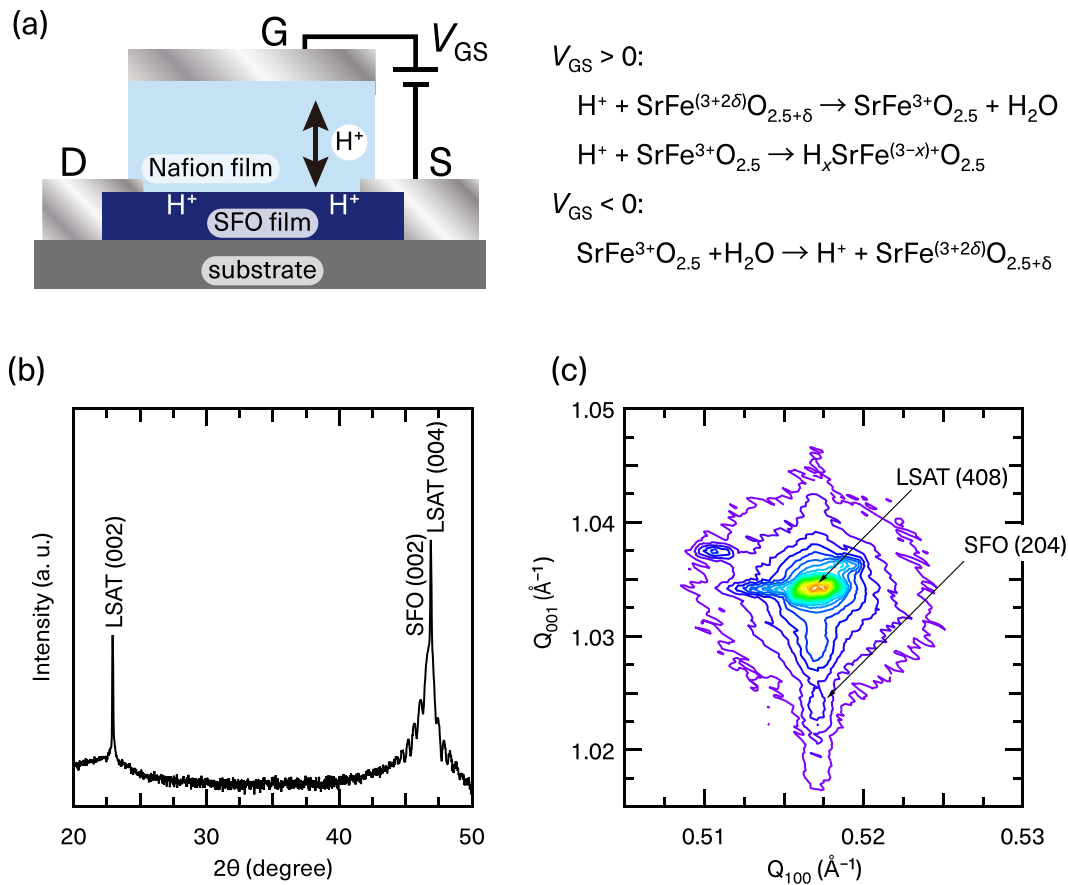 (a)
G
V_GS
H⁺
D
Nafion film
S
H⁺
H⁺
SFO film
substrate
V_GS > 0:
H⁺ + SrFe^(3+2δ)O_2.5+δ → SrFe³⁺O_2.5 + H₂O
H⁺ + SrFe³⁺O_2.5 → HₓSrFe^(3−x)+O_2.5
V_GS < 0:
SrFe³⁺O_2.5 +H₂O → H⁺ + SrFe^(3+2δ)O_2.5+δ
(b)
Intensity (a. u.)
LSAT (002)
SFO (002)
LSAT (004)
20
30
40
50
2θ (degree)
(c)
1.05
1.04
1.03
1.02
Q_001 (Å⁻¹)
LSAT (408)
SFO (204)
0.51
0.52
0.53
Q_100 (Å⁻¹)